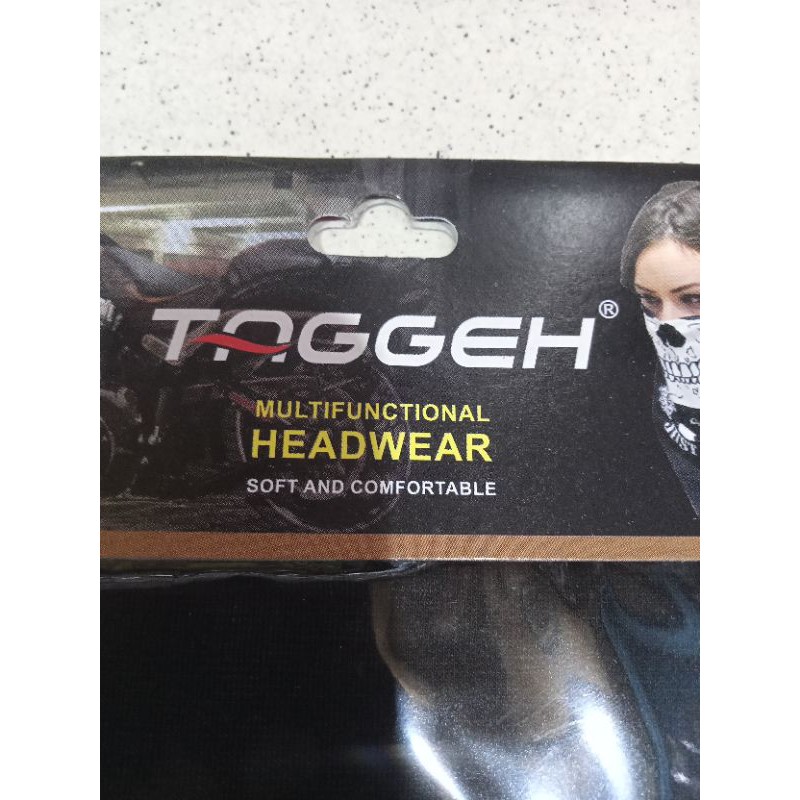 TAGGEH®
MULTIFUNCTIONAL
HEADWEAR
SOFT AND COMFORTABLE